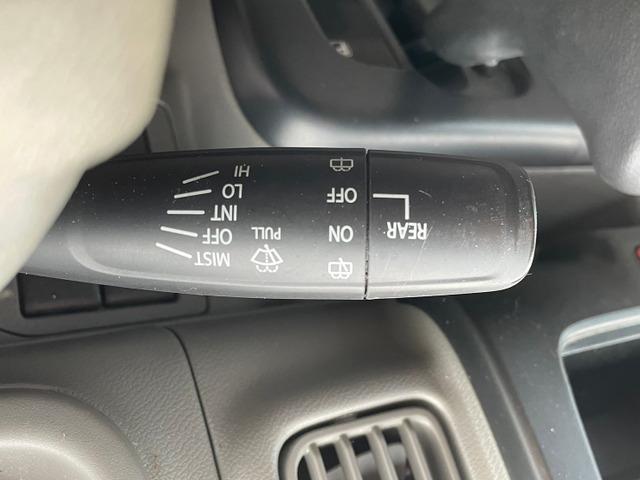 MIST
OFF
INT
LO
HI
PULL
ON
OFF
REAR